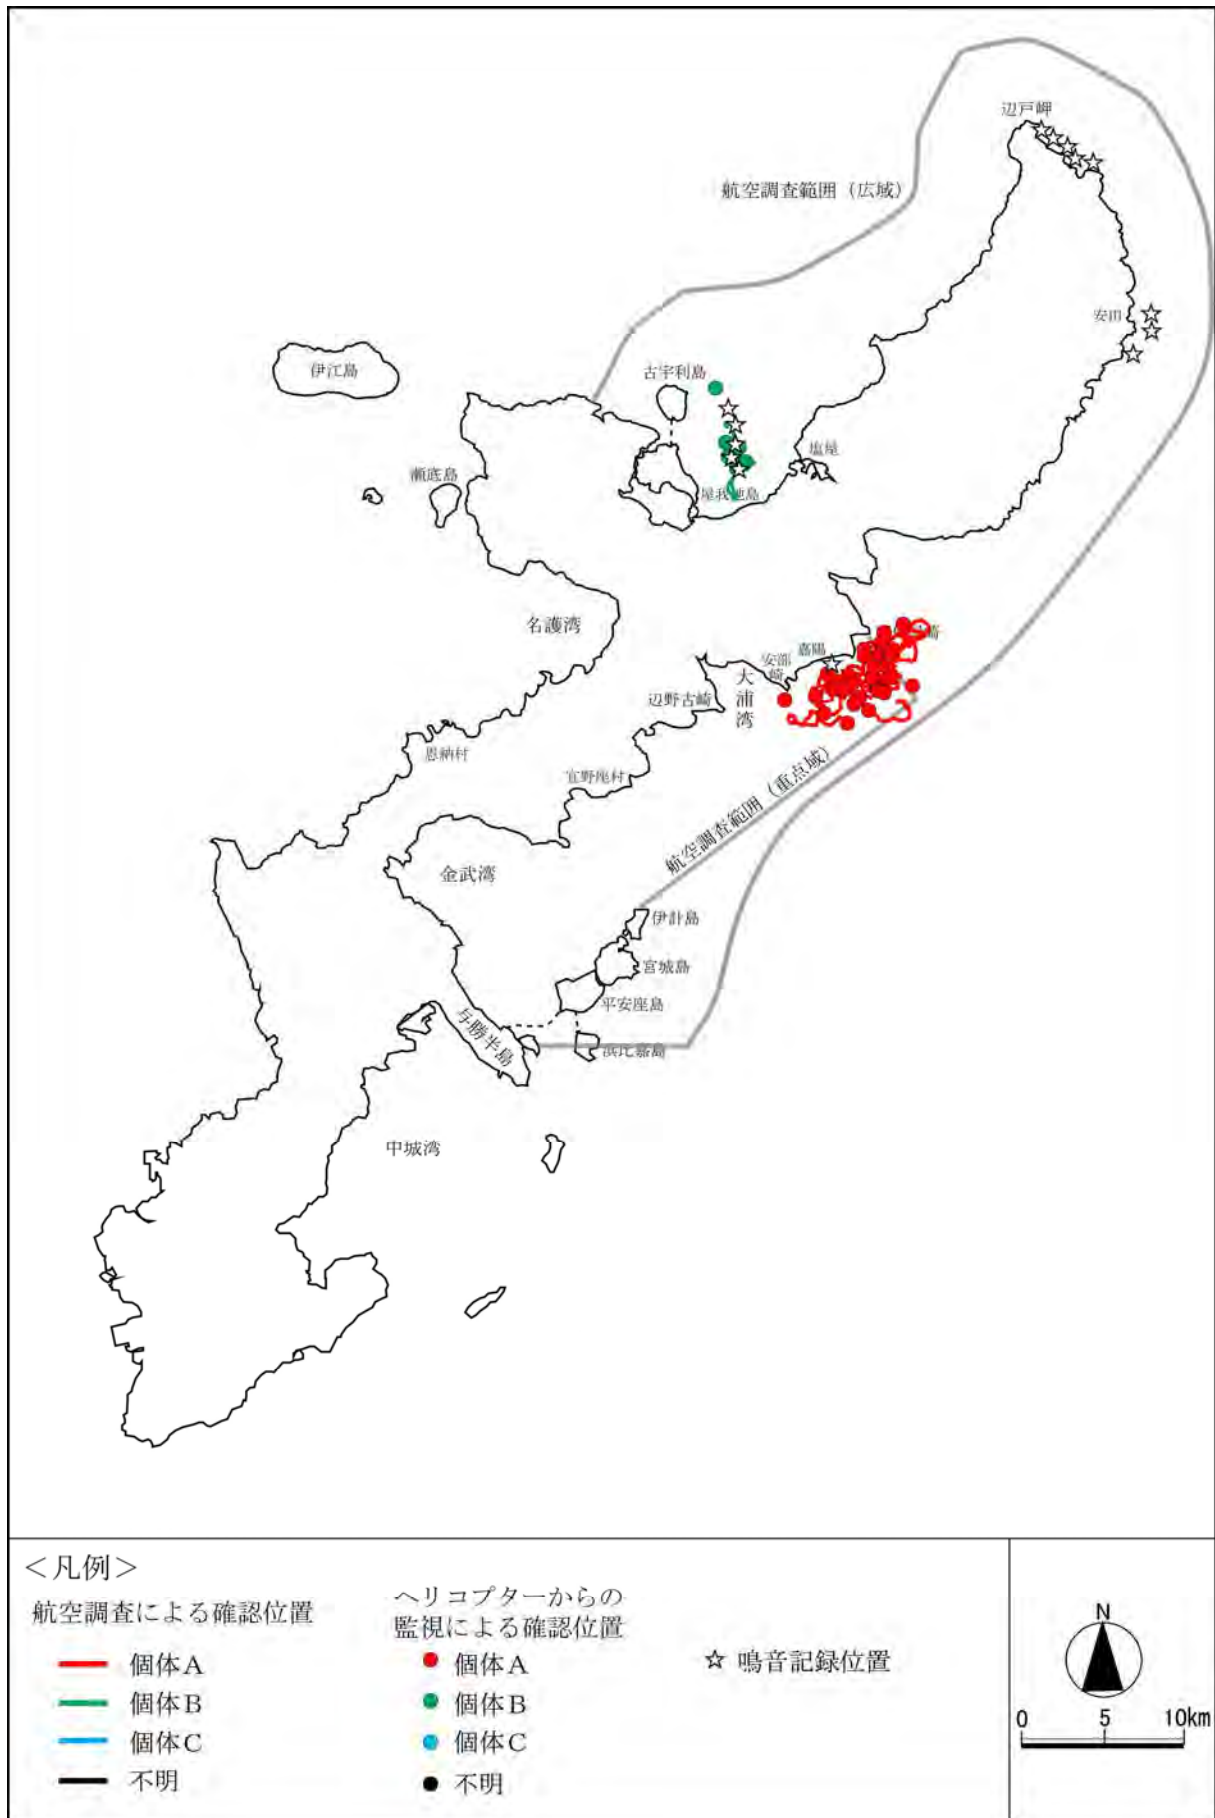 辺戸岬
航空調査範囲(広域)
安田
伊江島
古宇利島
塩屋
瀬底島
屋我地島
名護湾
嘉陽
安部
崎
大浦湾
辺野古崎
恩納村
宜野座村
航空調査範囲(重点域)
金武湾
伊計島
宮城島
平安座島
与勝半島
浜比嘉島
中城湾
<凡例>
航空調査による確認位置
個体A
個体B
個体C
不明
ヘリコプターからの
監視による確認位置
個体A
個体B
個体C
不明
☆ 鳴音記録位置
N
0 5 10km